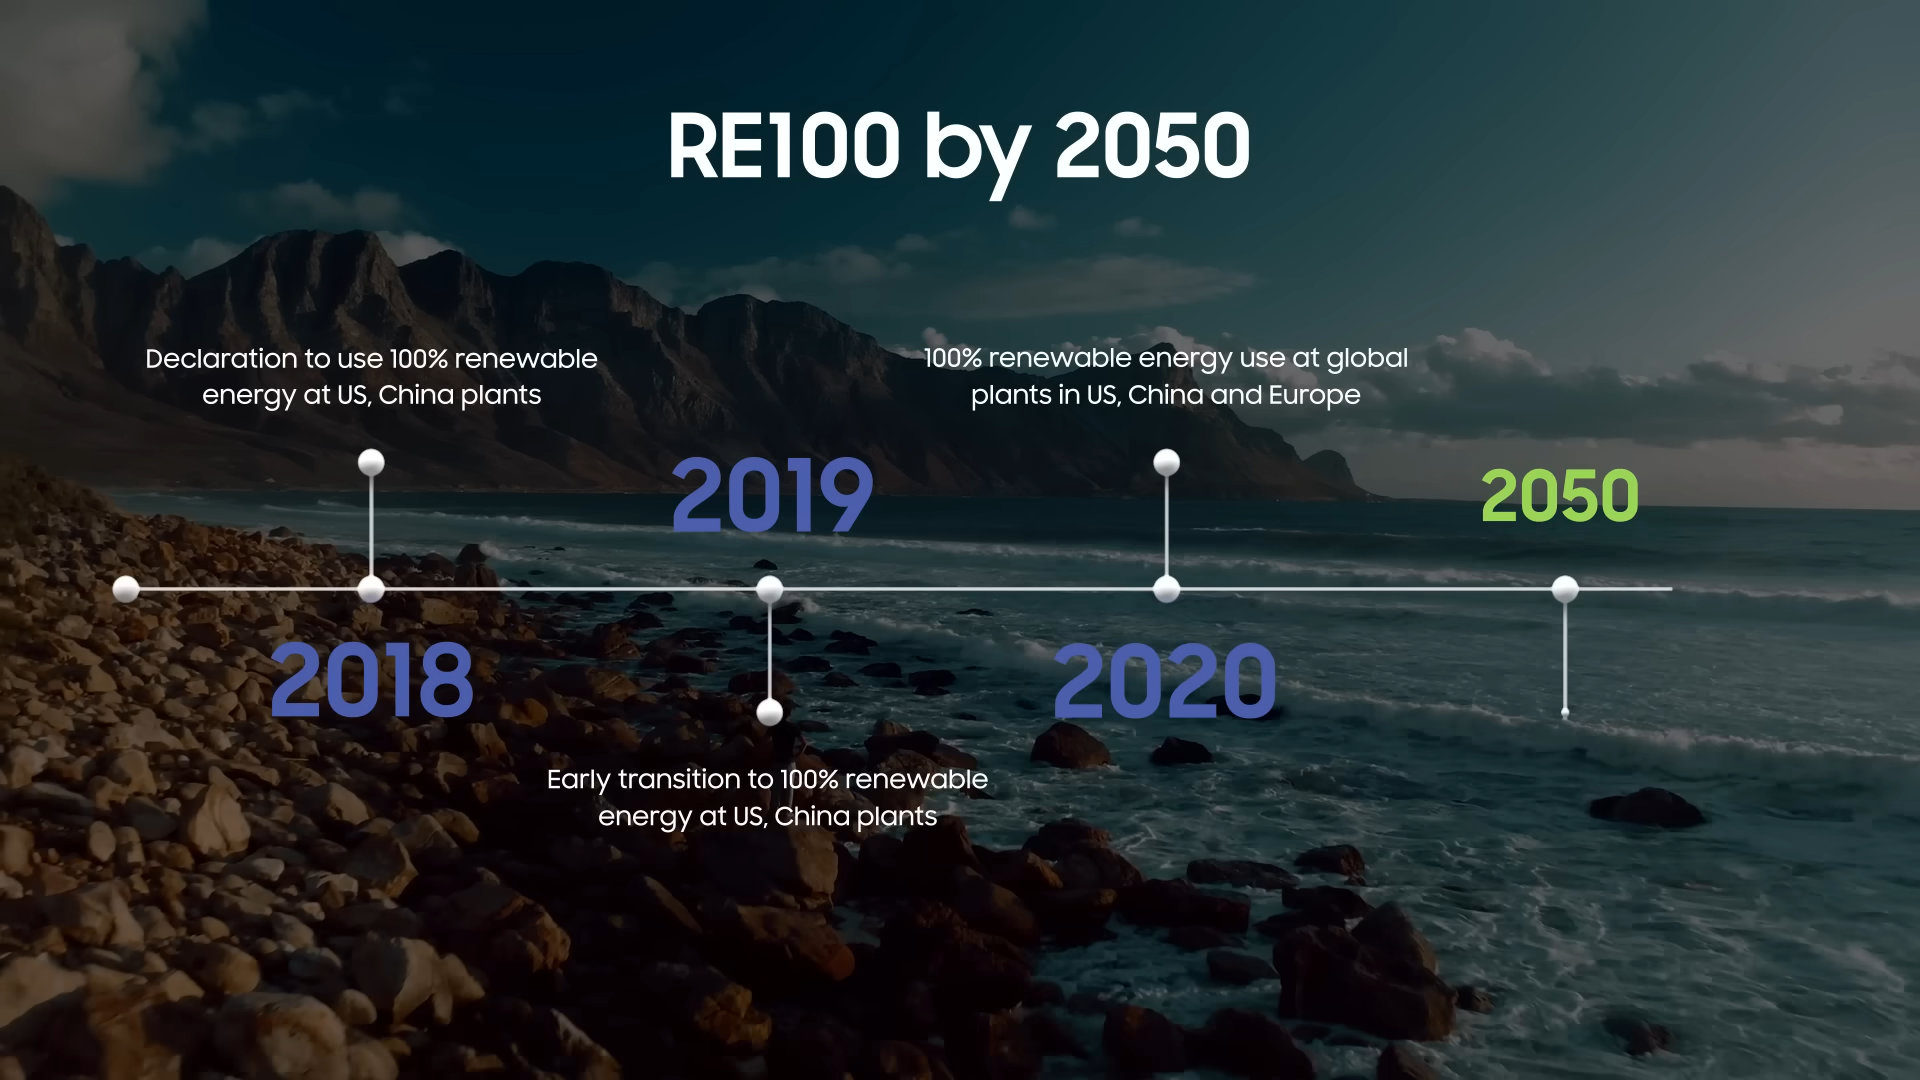 RE100 by 2050
Declaration to use 100% renewable
energy at US, China plants
2018
2019
Early transition to 100% renewable
energy at US, China plants
100% renewable energy use at global
plants in US, China and Europe
2020
2050